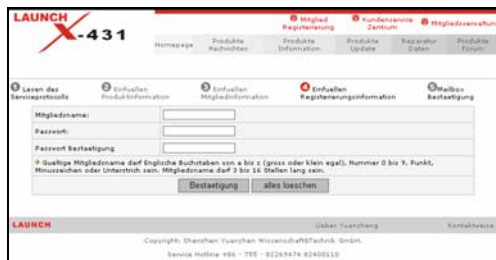 LAUNCH
X-431
Mitglied Registerierung
Kundenservice Zentrum
Mitgliedsverwaltung
Homepage
Produkte Nachrichten
Produkte Information
Produkte Update
Reparatur Daten
Produkte Forum
1 Lesen des Serviceprotocolls
2 Einfuellen Produktinformation
3 Einfuellen Mitgliedinformation
4 Einfuellen Registerierungsinformation
5 Mailbox Bestaetigung
Mitgliedsname:
Passwort:
Passwort Bestaetigung
Gueltige Mitgliedsname darf Englische Buchstaben von a bis z (gross oder klein egal), Nummer 0 bis 9, Punkt,
Minuszeichen oder Unterstrich sein. Mitgliedsname darf 3 bis 16 Stellen lang sein.
Bestaetigung
alles loeschen
LAUNCH
Ueber Yuanzheng
Kontaktweise
Copyright: Shenzhen Yuanzhen Wissenschaft&Technik GmbH.
Service Hotline +86 - 755 - 82269474 82400110